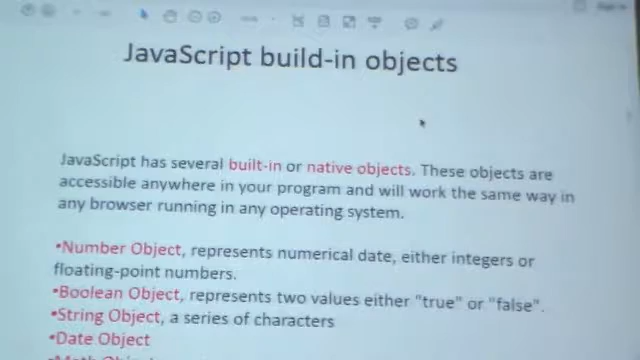 JavaScript build-in objects
JavaScript has several built-in or native objects. These objects are
accessible anywhere in your program and will work the same way in
any browser running in any operating system.
•Number Object, represents numerical date, either integers or
floating-point numbers.
•Boolean Object, represents two values either "true" or "false".
•String Object, a series of characters
•Date Object
•Math Object